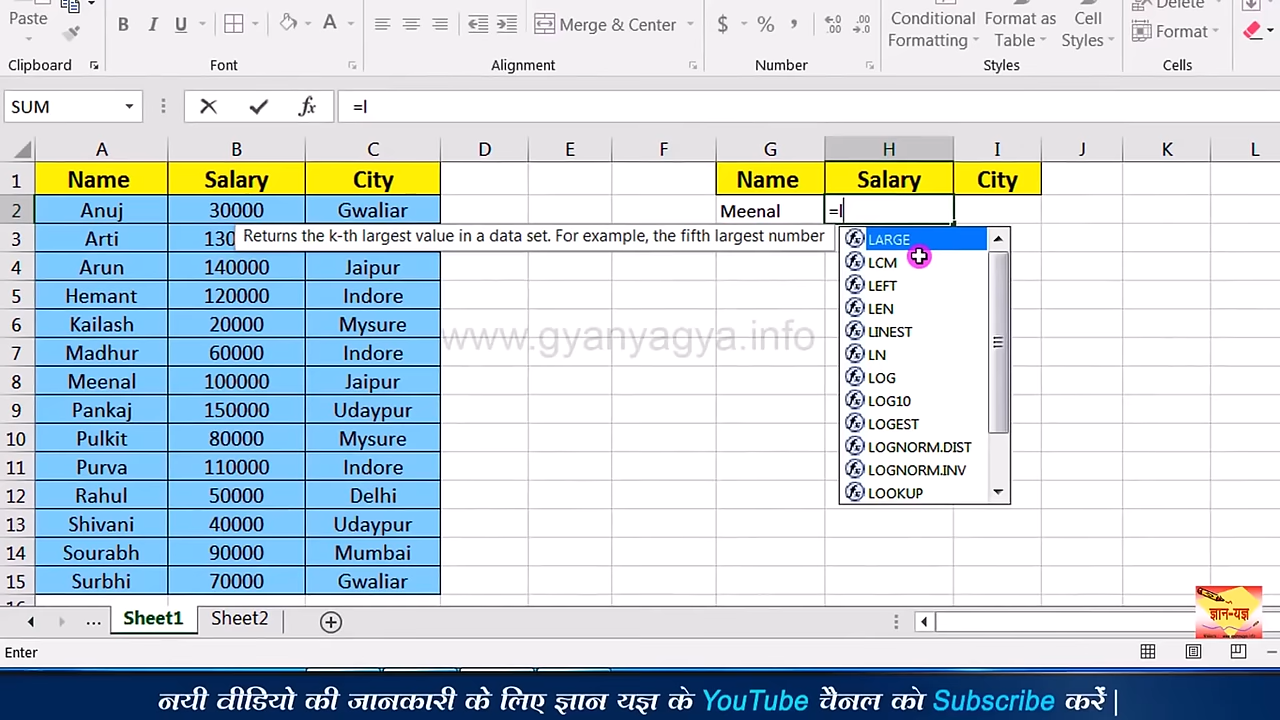 Paste
B I U
Merge & Center
$ % ,
Conditional Formatting
Format as Table
Cell Styles
Delete
Format
Clipboard Font Alignment Number Styles Cells
SUM =l
A B C D E F G H I J K L
1 Name Salary City Name Salary City
2 Anuj 30000 Gwaliar Meenal =l
3 Arti 130
Returns the k-th largest value in a data set. For example, the fifth largest number
4 Arun 140000 Jaipur
5 Hemant 120000 Indore
6 Kailash 20000 Mysure
7 Madhur 60000 Indore
8 Meenal 100000 Jaipur
9 Pankaj 150000 Udaypur
10 Pulkit 80000 Mysure
11 Purva 110000 Indore
12 Rahul 50000 Delhi
13 Shivani 40000 Udaypur
14 Sourabh 90000 Mumbai
15 Surbhi 70000 Gwaliar
LARGE
LCM
LEFT
LEN
LINEST
LN
LOG
LOG10
LOGEST
LOGNORM.DIST
LOGNORM.INV
LOOKUP
www.gyanyagya.info
... Sheet1 Sheet2
ज्ञान-यज्ञ
Enter
नयी वीडियो की जानकारी के लिए ज्ञान यज्ञ के YouTube चैनल को Subscribe करें |